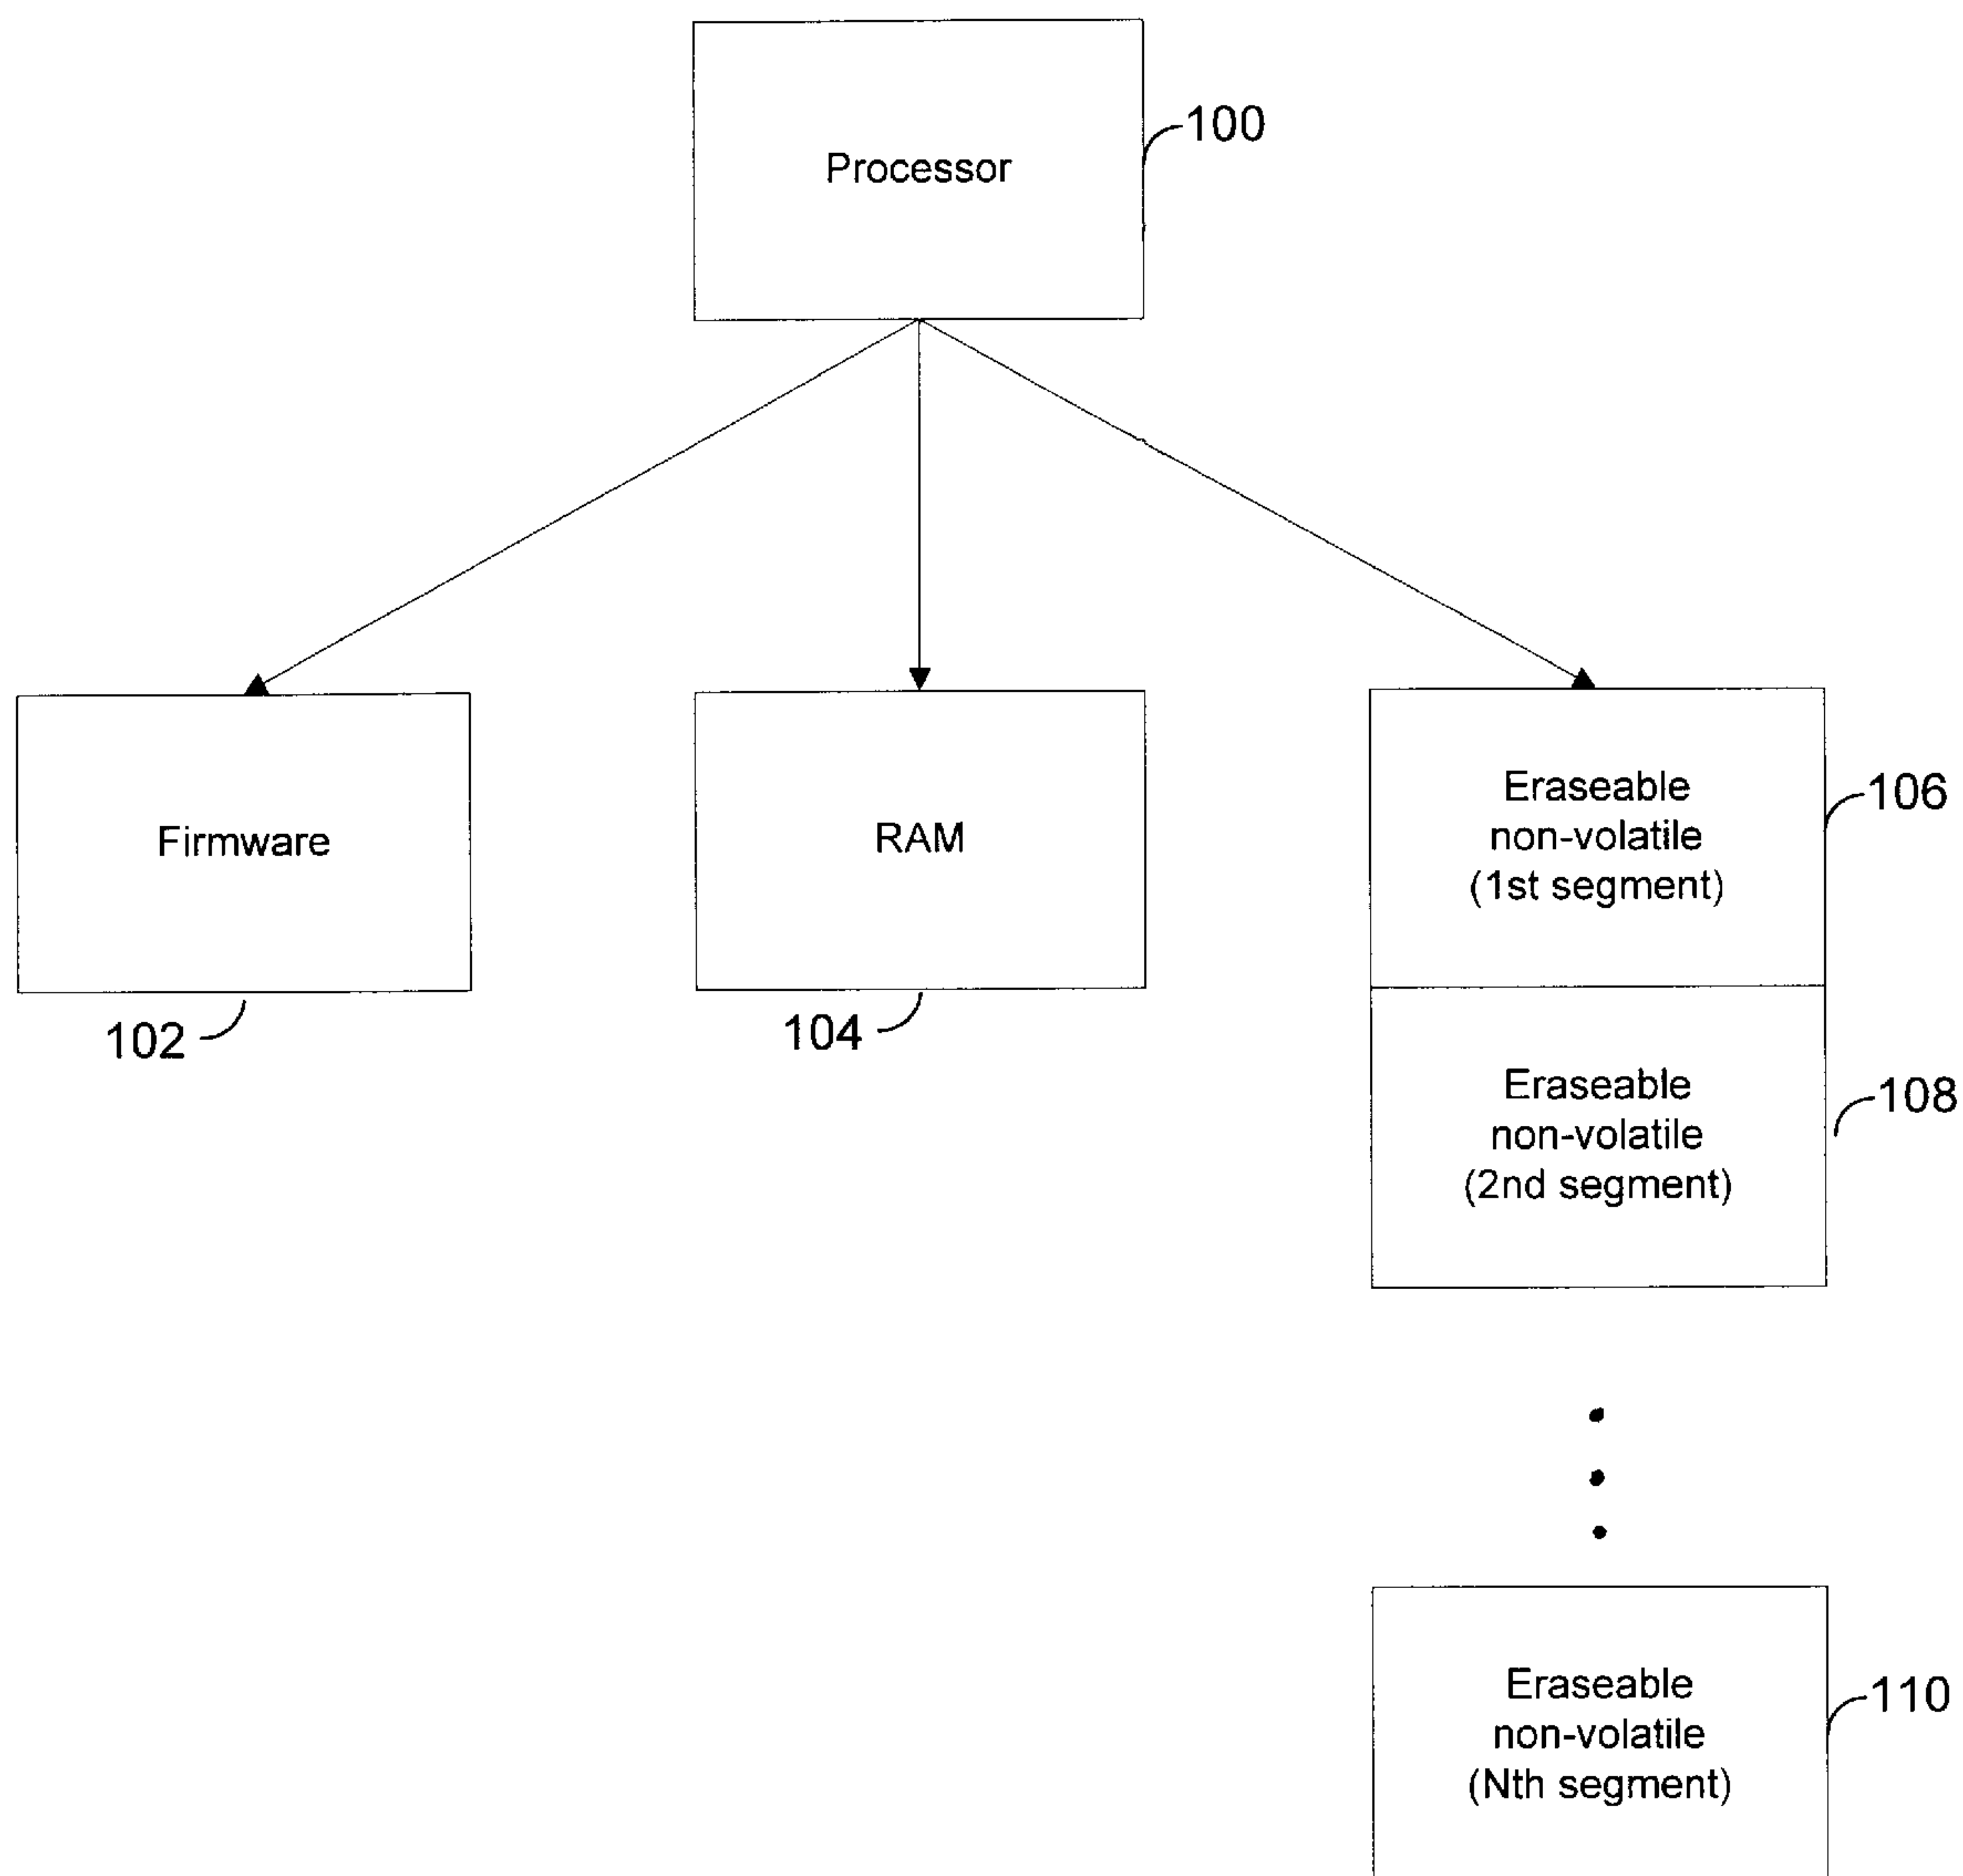 Processor
100
Firmware
102
RAM
104
Eraseable
non-volatile
(1st segment)
106
Eraseable
non-volatile
(2nd segment)
108
Eraseable
non-volatile
(Nth segment)
110